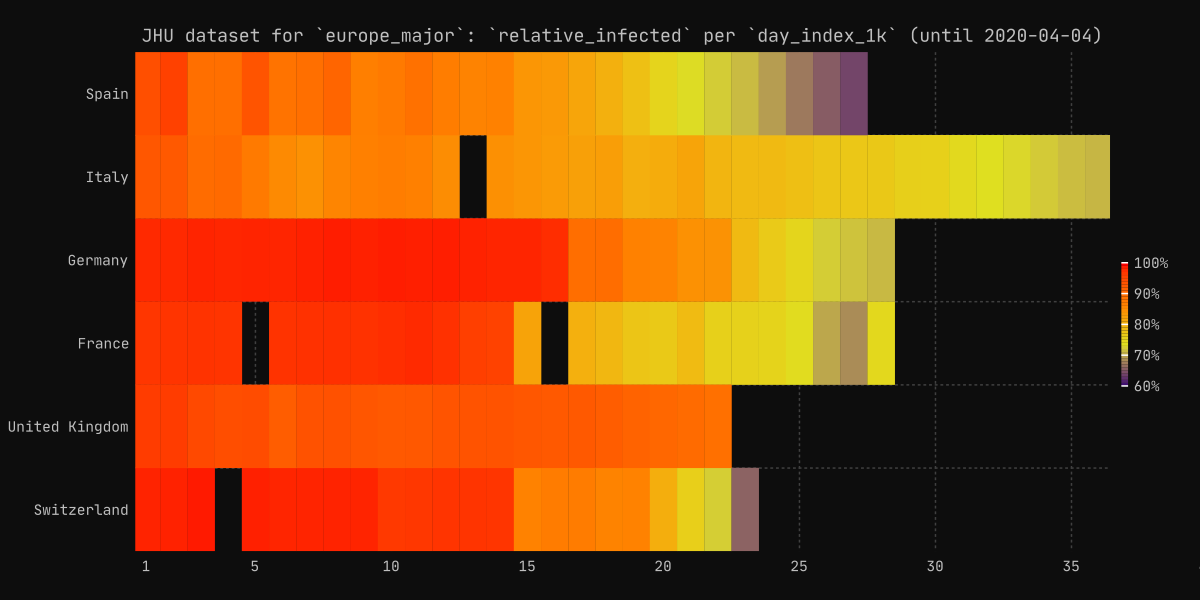 JHU dataset for `europe_major`: `relative_infected` per `day_index_1k` (until 2020-04-04)
Spain
Italy
Germany
France
United Kingdom
Switzerland
100%
90%
80%
70%
60%
1 5 10 15 20 25 30 35